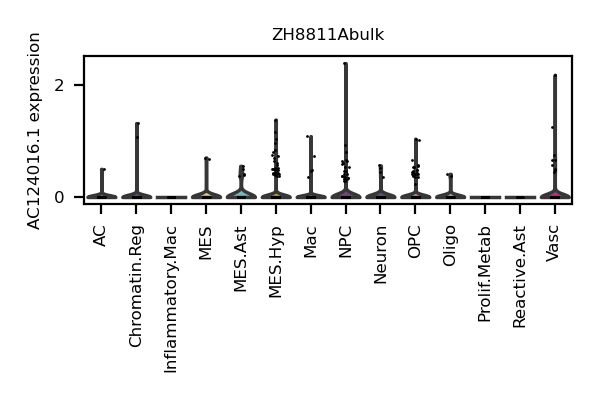 ZH8811Abulk
AC124016.1 expression
2
0
AC
Chromatin.Reg
Inflammatory.Mac
MES
MES.Ast
MES.Hyp
Mac
NPC
Neuron
OPC
Oligo
Prolif.Metab
Reactive.Ast
Vasc